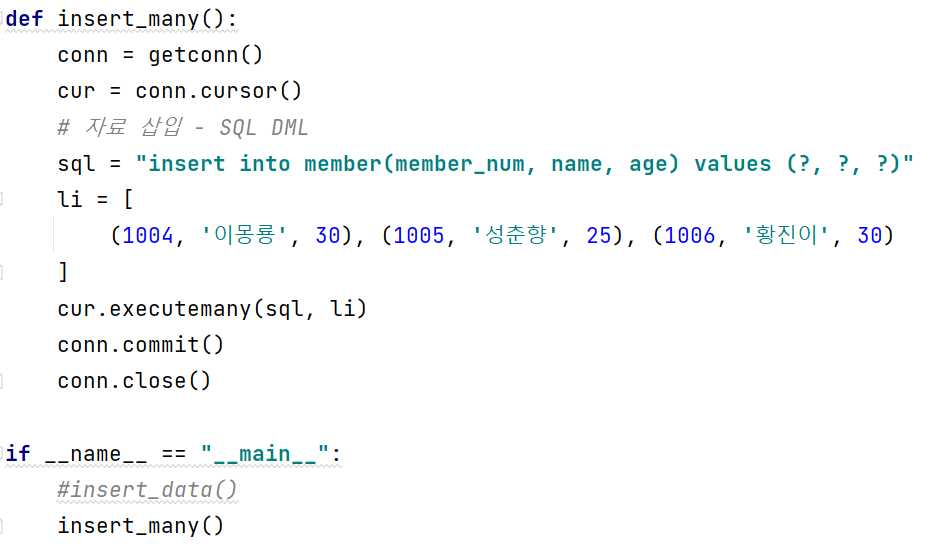 def insert_many():
    conn = getconn()
    cur = conn.cursor()
    # 자료 삽입 - SQL DML
    sql = "insert into member(member_num, name, age) values (?, ?, ?)"
    li = [
        (1004, '이몽룡', 30), (1005, '성춘향', 25), (1006, '황진이', 30)
    ]
    cur.executemany(sql, li)
    conn.commit()
    conn.close()

if __name__ == "__main__":
    #insert_data()
    insert_many()